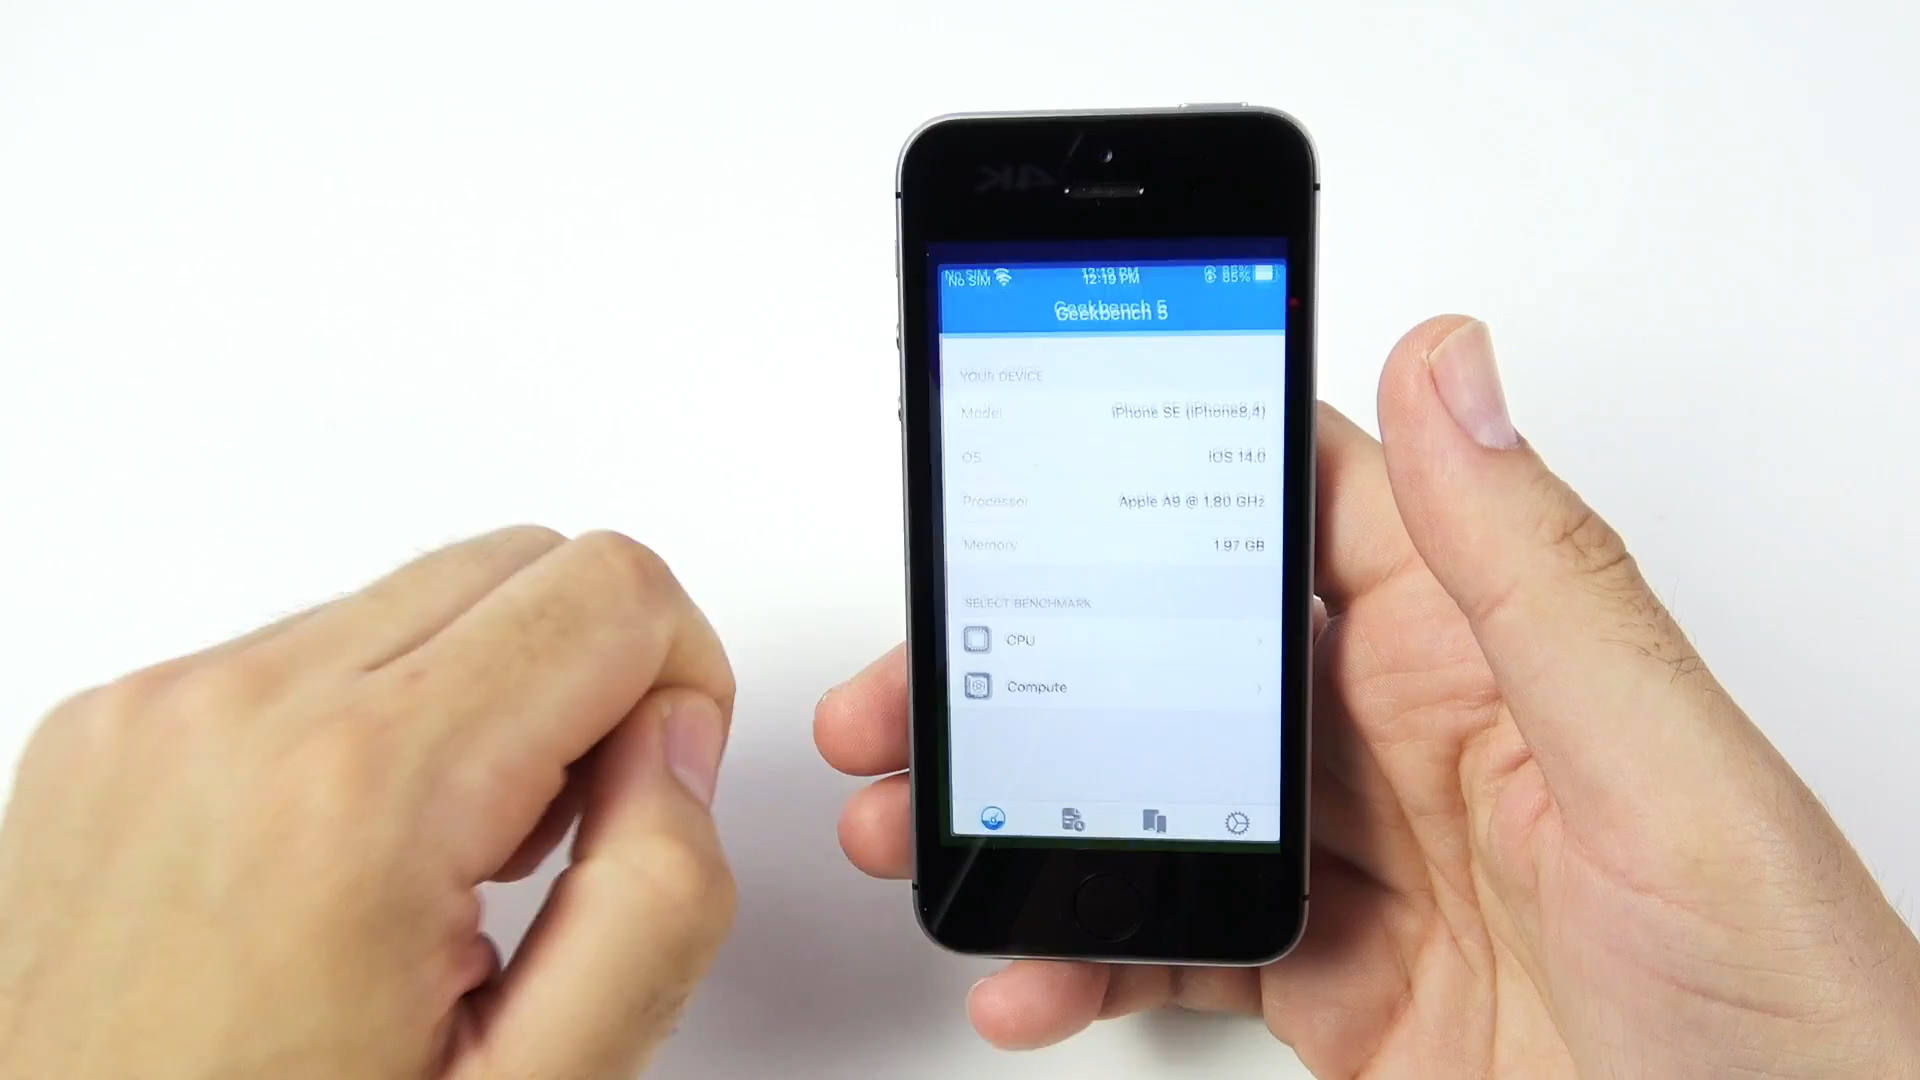 No SIM 12:19 PM 85%
Geekbench 5
YOUR DEVICE
Model iPhone SE (iPhone8,4)
OS iOS 14.0
Processor Apple A9 @ 1.80 GHz
Memory 1.97 GB
SELECT BENCHMARK
CPU
Compute